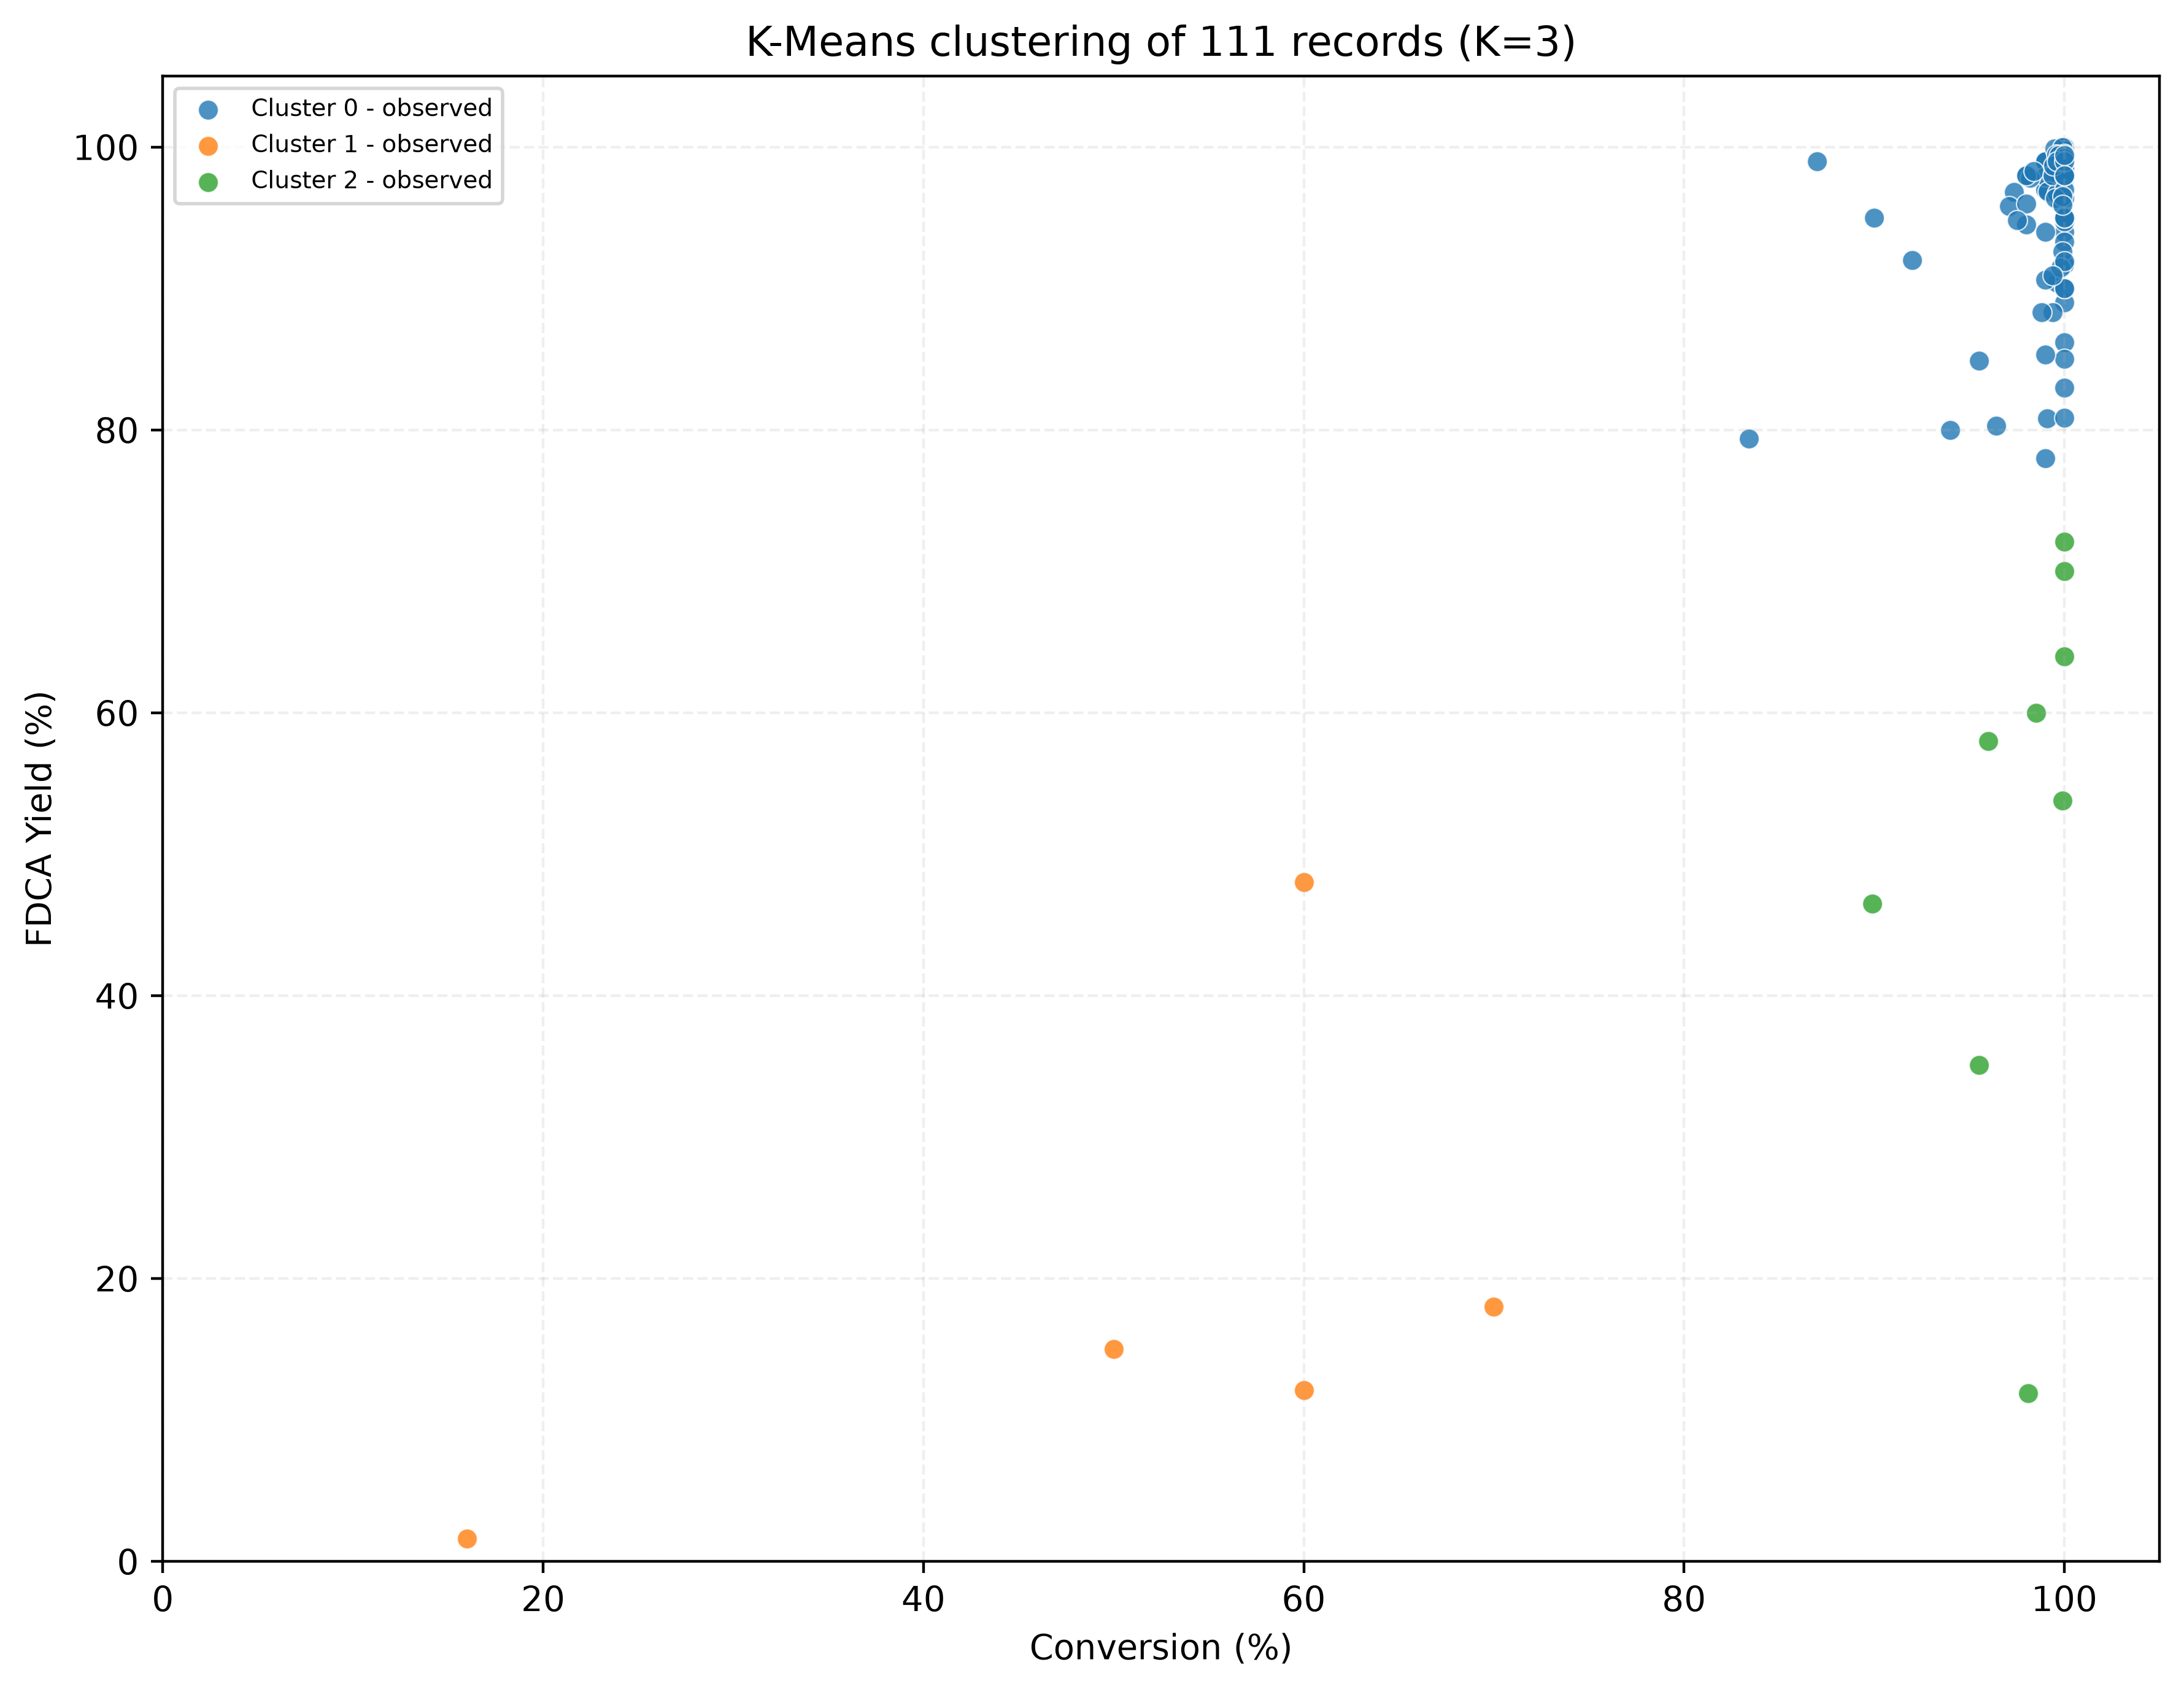 K-Means clustering of 111 records (K=3)
Cluster 0 - observed
Cluster 1 - observed
Cluster 2 - observed
FDCA Yield (%)
100
80
60
40
20
0
0 20 40 60 80 100
Conversion (%)